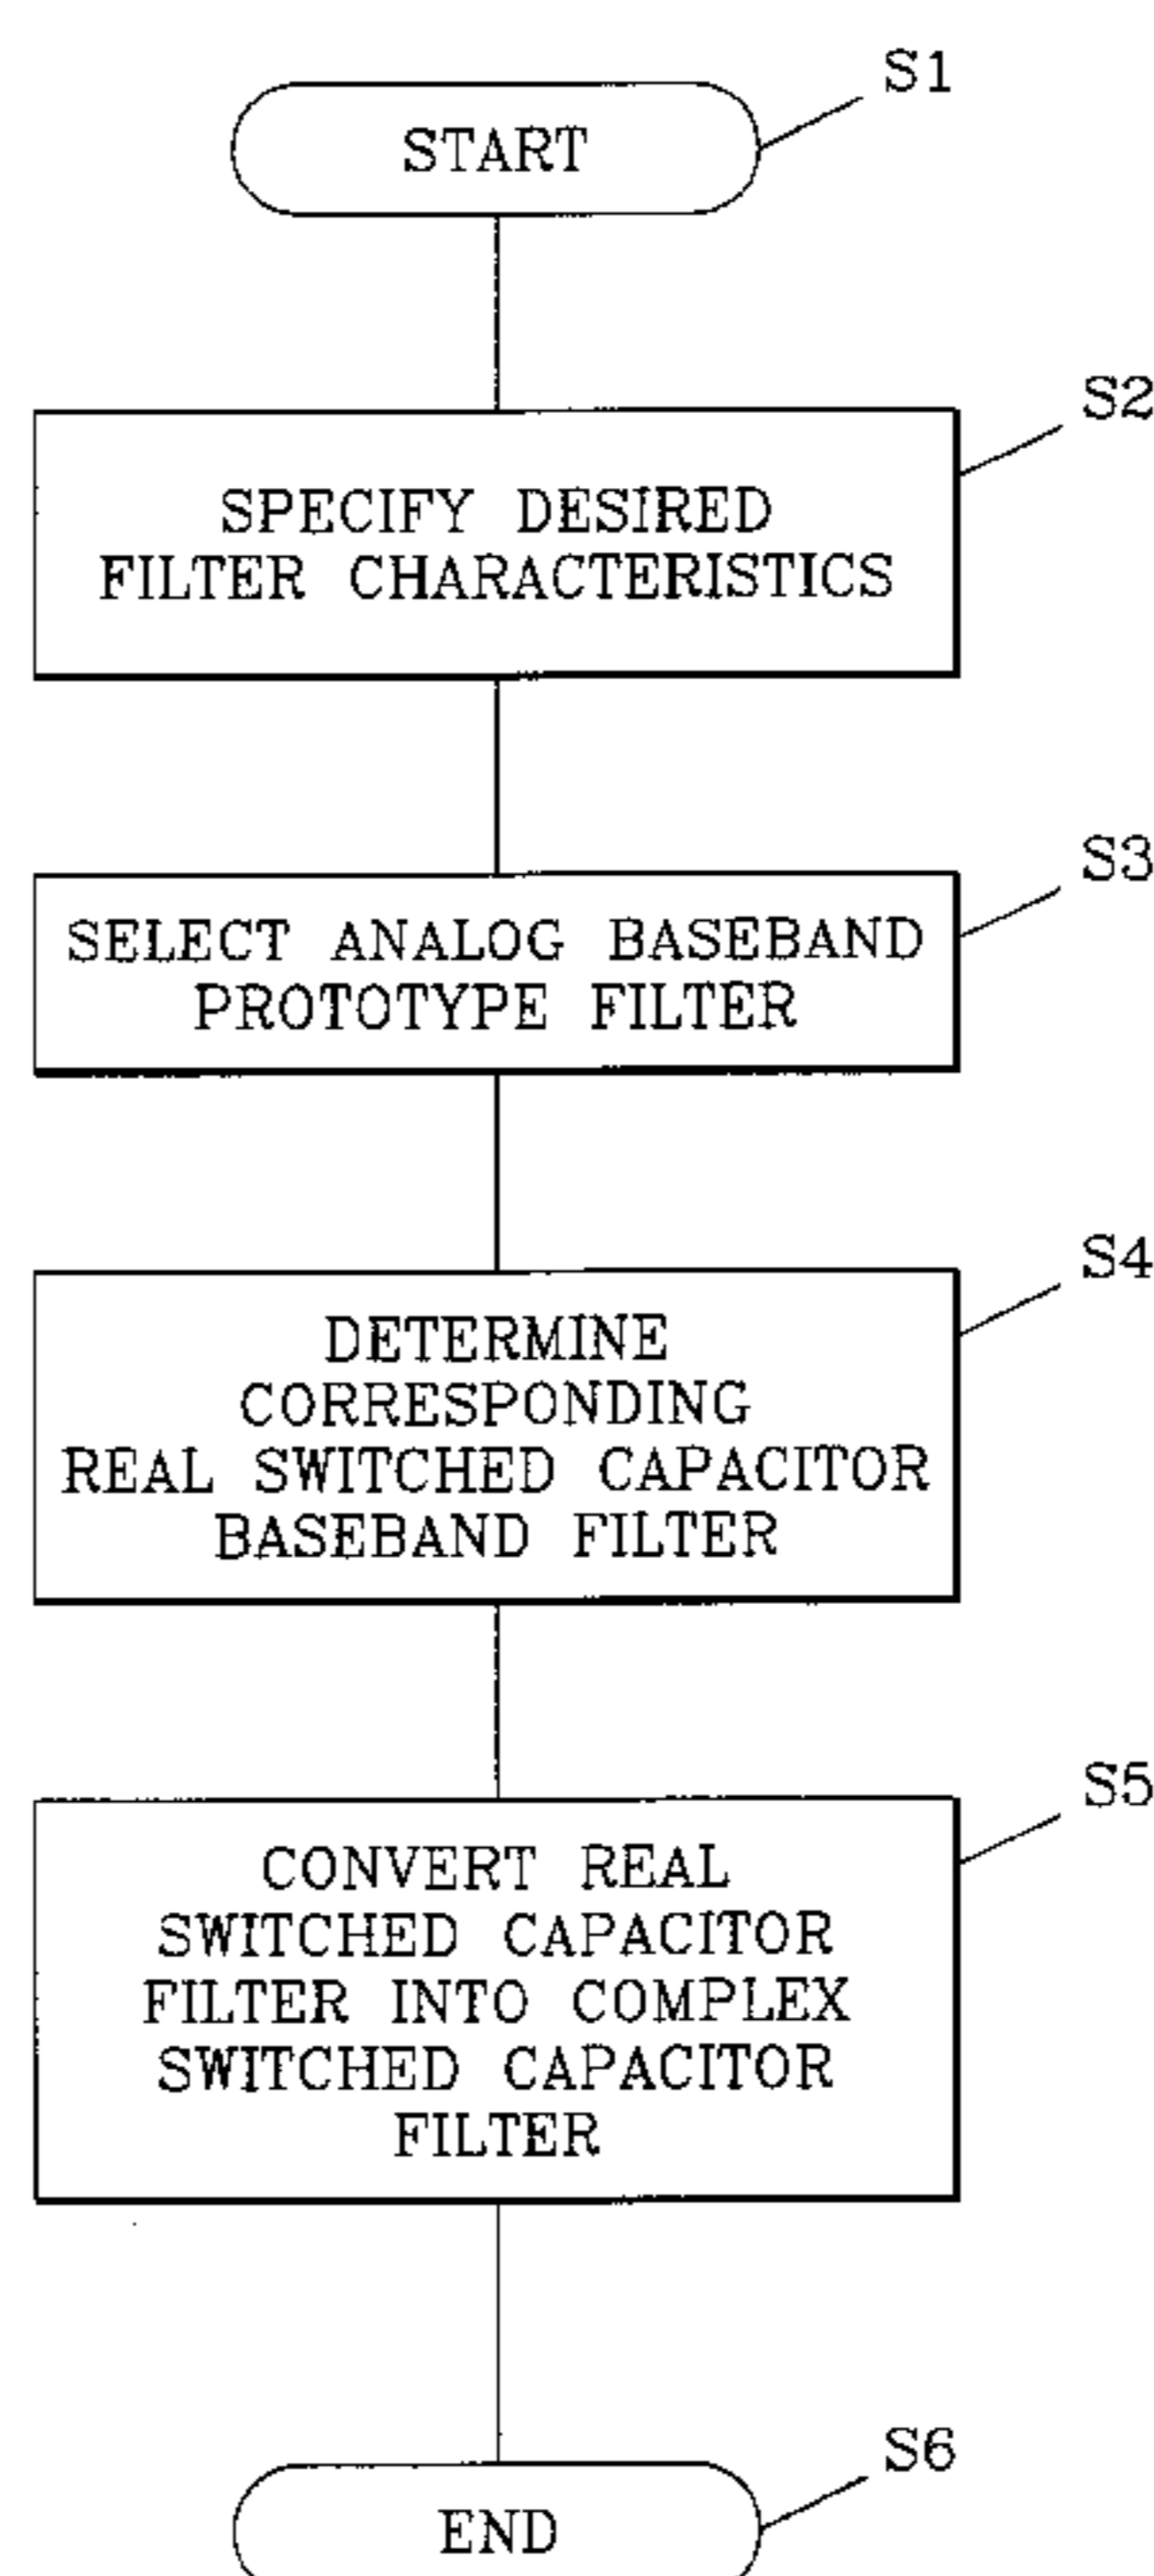 S1
START
S2
SPECIFY DESIRED
FILTER CHARACTERISTICS
S3
SELECT ANALOG BASEBAND
PROTOTYPE FILTER
S4
DETERMINE
CORRESPONDING
REAL SWITCHED CAPACITOR
BASEBAND FILTER
S5
CONVERT REAL
SWITCHED CAPACITOR
FILTER INTO COMPLEX
SWITCHED CAPACITOR
FILTER
S6
END